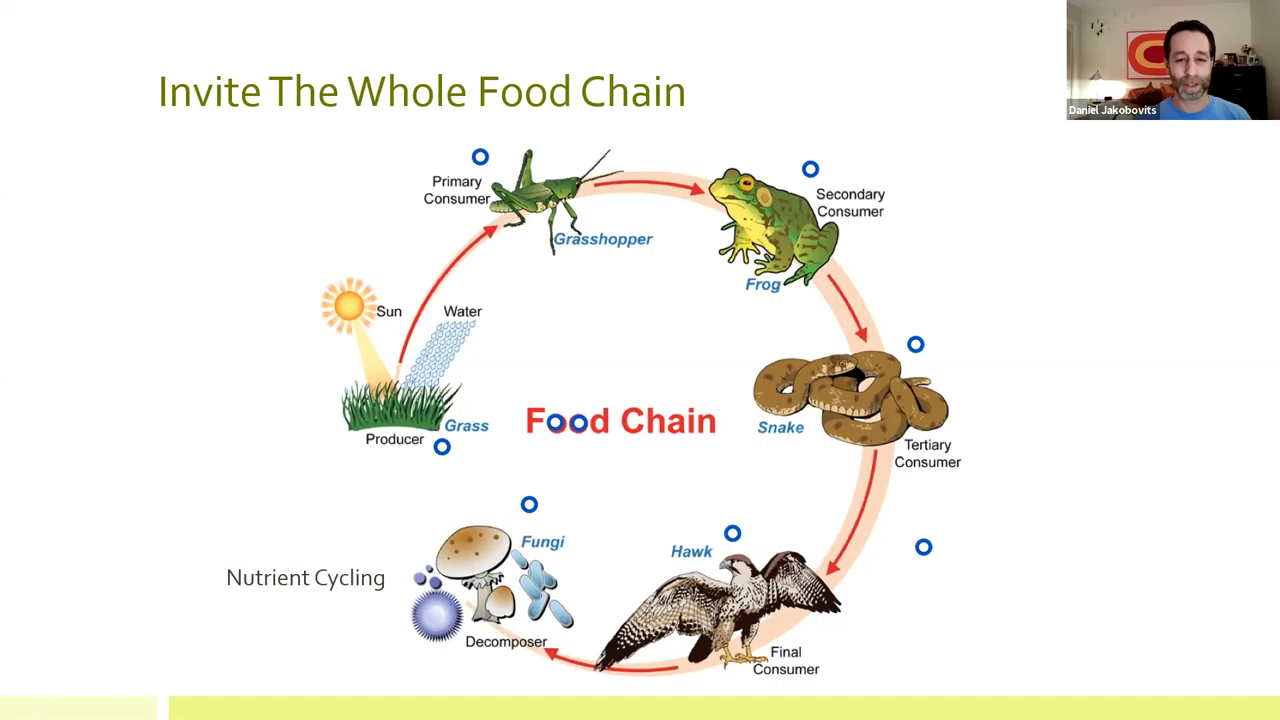 Invite The Whole Food Chain
Daniel Jakobovits
Primary
Consumer
Grasshopper
Secondary
Consumer
Frog
Sun
Water
Grass
Producer
Food Chain
Snake
Tertiary
Consumer
Fungi
Hawk
Nutrient Cycling
Decomposer
Final
Consumer